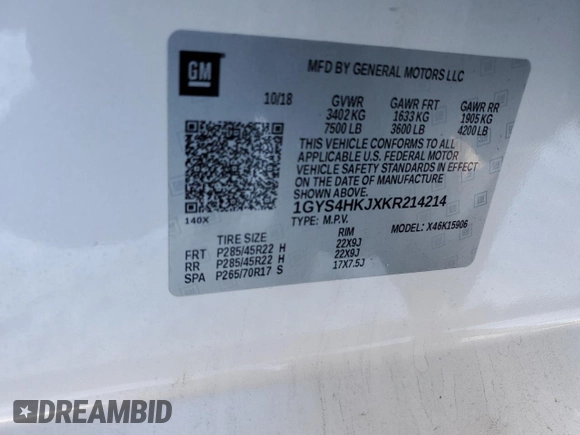 GM
MFD BY GENERAL MOTORS LLC
10/18 GVWR GAWR FRT GAWR RR
3402 KG 1633 KG 1905 KG
7500 LB 3600 LB 4200 LB
THIS VEHICLE CONFORMS TO ALL
APPLICABLE U.S. FEDERAL MOTOR
VEHICLE SAFETY STANDARDS IN EFFECT
ON THE DATE OF MANUFACTURE SHOWN
ABOVE.
1GYS4HKJXKR214214
140X TYPE: M.P.V. MODEL: X46K15906
TIRE SIZE RIM
FRT P285/45R22 H 22X9J
RR P285/45R22 H 22X9J
SPA P265/70R17 S 17X7.5J
DREAMBID